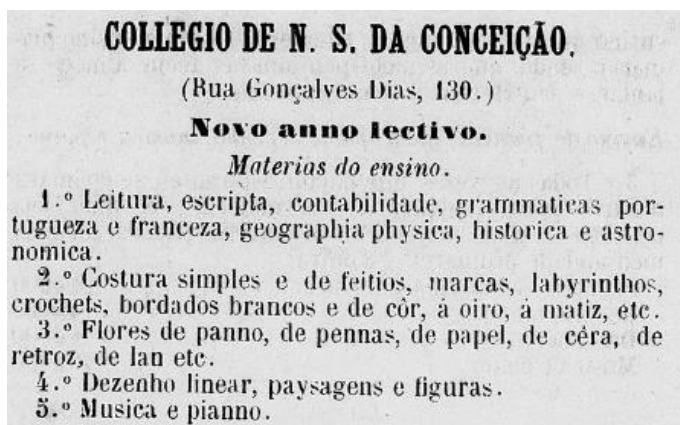 COLLEGIO DE N. S. DA CONCEIÇÃO.
(Rua Gonçalves Dias, 130.)
Novo anno lectivo.
Materias do ensino.
1.º Leitura, escripta, contabilidade, grammaticas por-
tugueza e franceza, geographia physica, historica e astro-
nomica.
2.º Costura simples e de feitios, marcas, labyrinthos,
crochets, bordados brancos e de côr, á oiro, á matiz, etc.
3.º Flores de panno, de pennas, de papel, de cêra, de
retroz, de lan etc.
4.º Dezenho linear, paysagens e figuras.
5.º Musica e pianno.